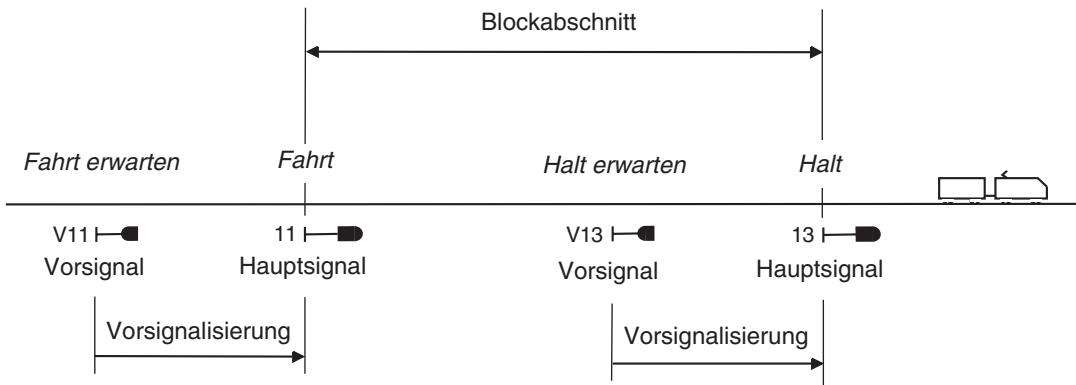 Blockabschnitt
Fahrt erwarten Fahrt Halt erwarten Halt
V11 11 V13 13
Vorsignal Hauptsignal Vorsignal Hauptsignal
Vorsignalisierung Vorsignalisierung